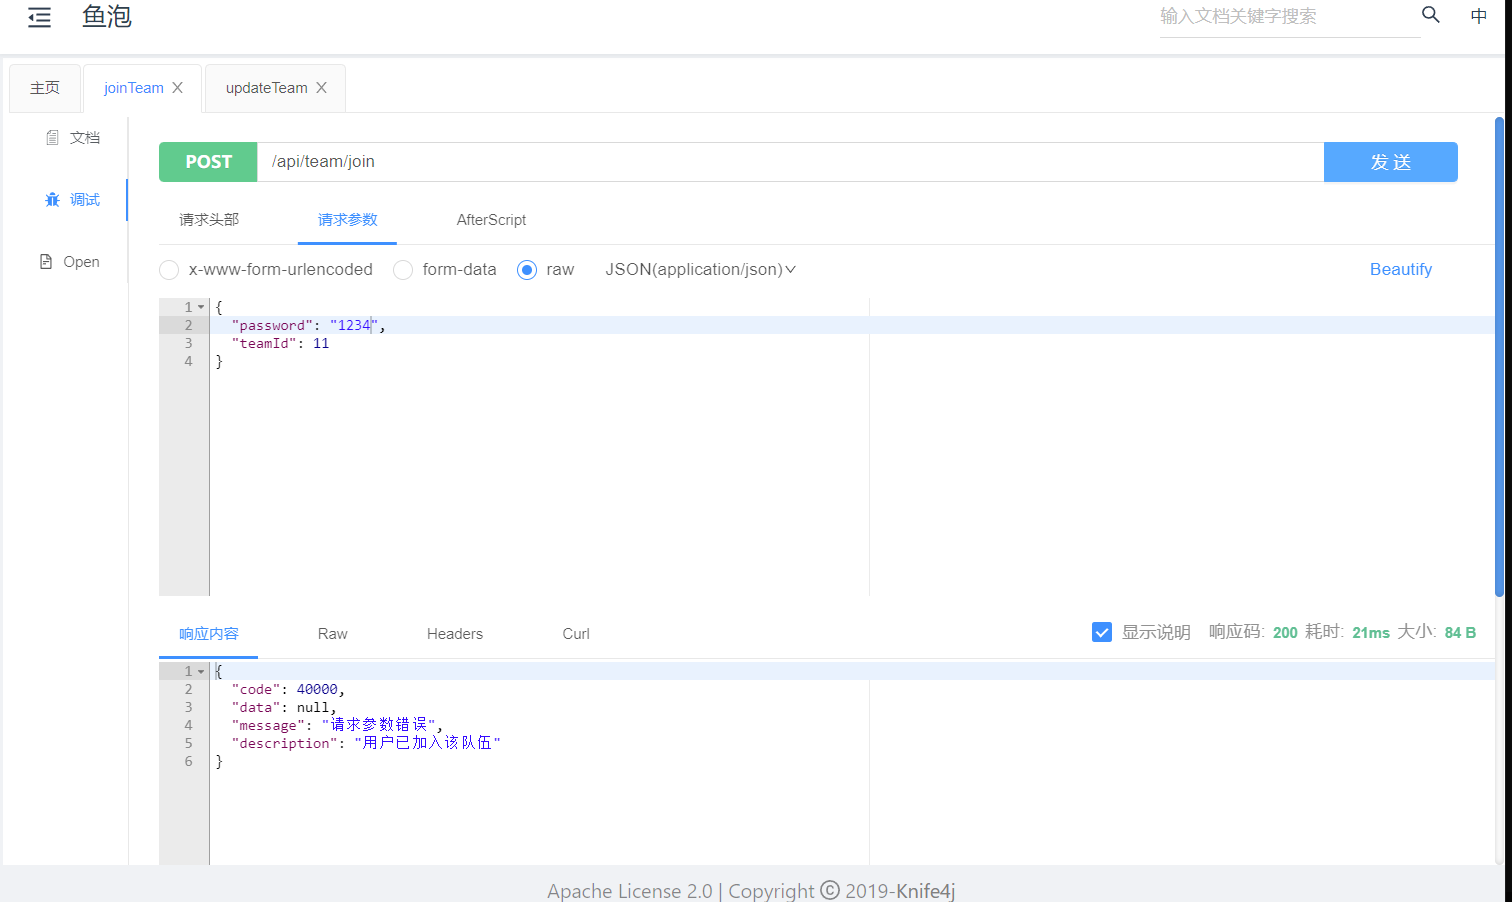 鱼泡
输入文档关键字搜索
中
主页
joinTeam
updateTeam
文档
调试
Open
POST
/api/team/join
发 送
请求头部
请求参数
AfterScript
x-www-form-urlencoded
form-data
raw
JSON(application/json)
Beautify
1 {
2 "password": "1234",
3 "teamId": 11
4 }
响应内容
Raw
Headers
Curl
显示说明 响应码: 200 耗时: 21ms 大小: 84 B
1 {
2 "code": 40000,
3 "data": null,
4 "message": "请求参数错误",
5 "description": "用户已加入该队伍"
6 }
Apache License 2.0 | Copyright © 2019-Knife4j